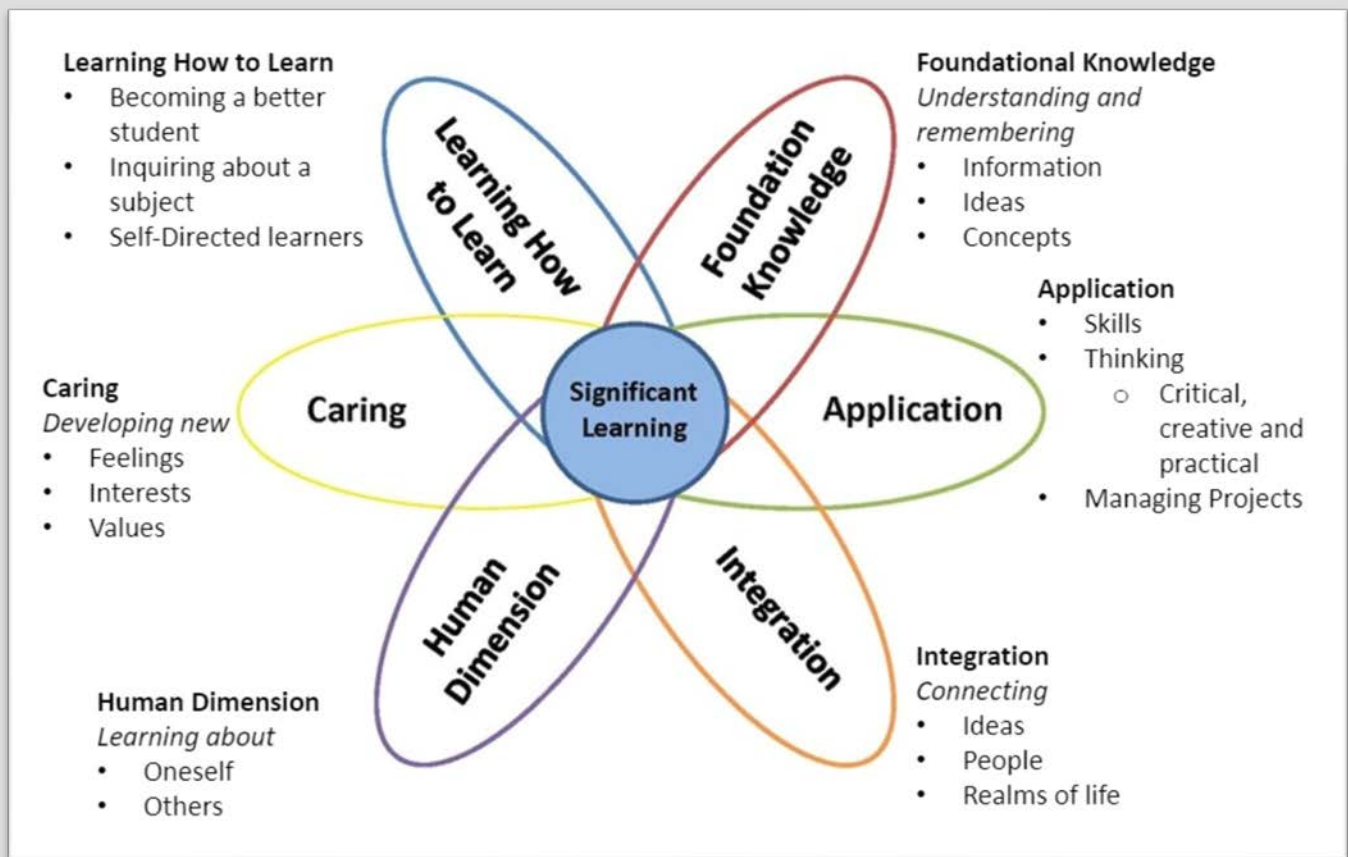 Learning How to Learn
• Becoming a better
student
• Inquiring about a
subject
• Self-Directed learners
Learning How
to Learn
Foundation
Knowledge
Foundational Knowledge
Understanding and
remembering
• Information
• Ideas
• Concepts
Caring
Developing new
• Feelings
• Interests
• Values
Caring
Significant
Learning
Application
Application
• Skills
• Thinking
o Critical,
creative and
practical
• Managing Projects
Human
Dimension
Human Dimension
Learning about
• Oneself
• Others
Integration
Integration
Connecting
• Ideas
• People
• Realms of life